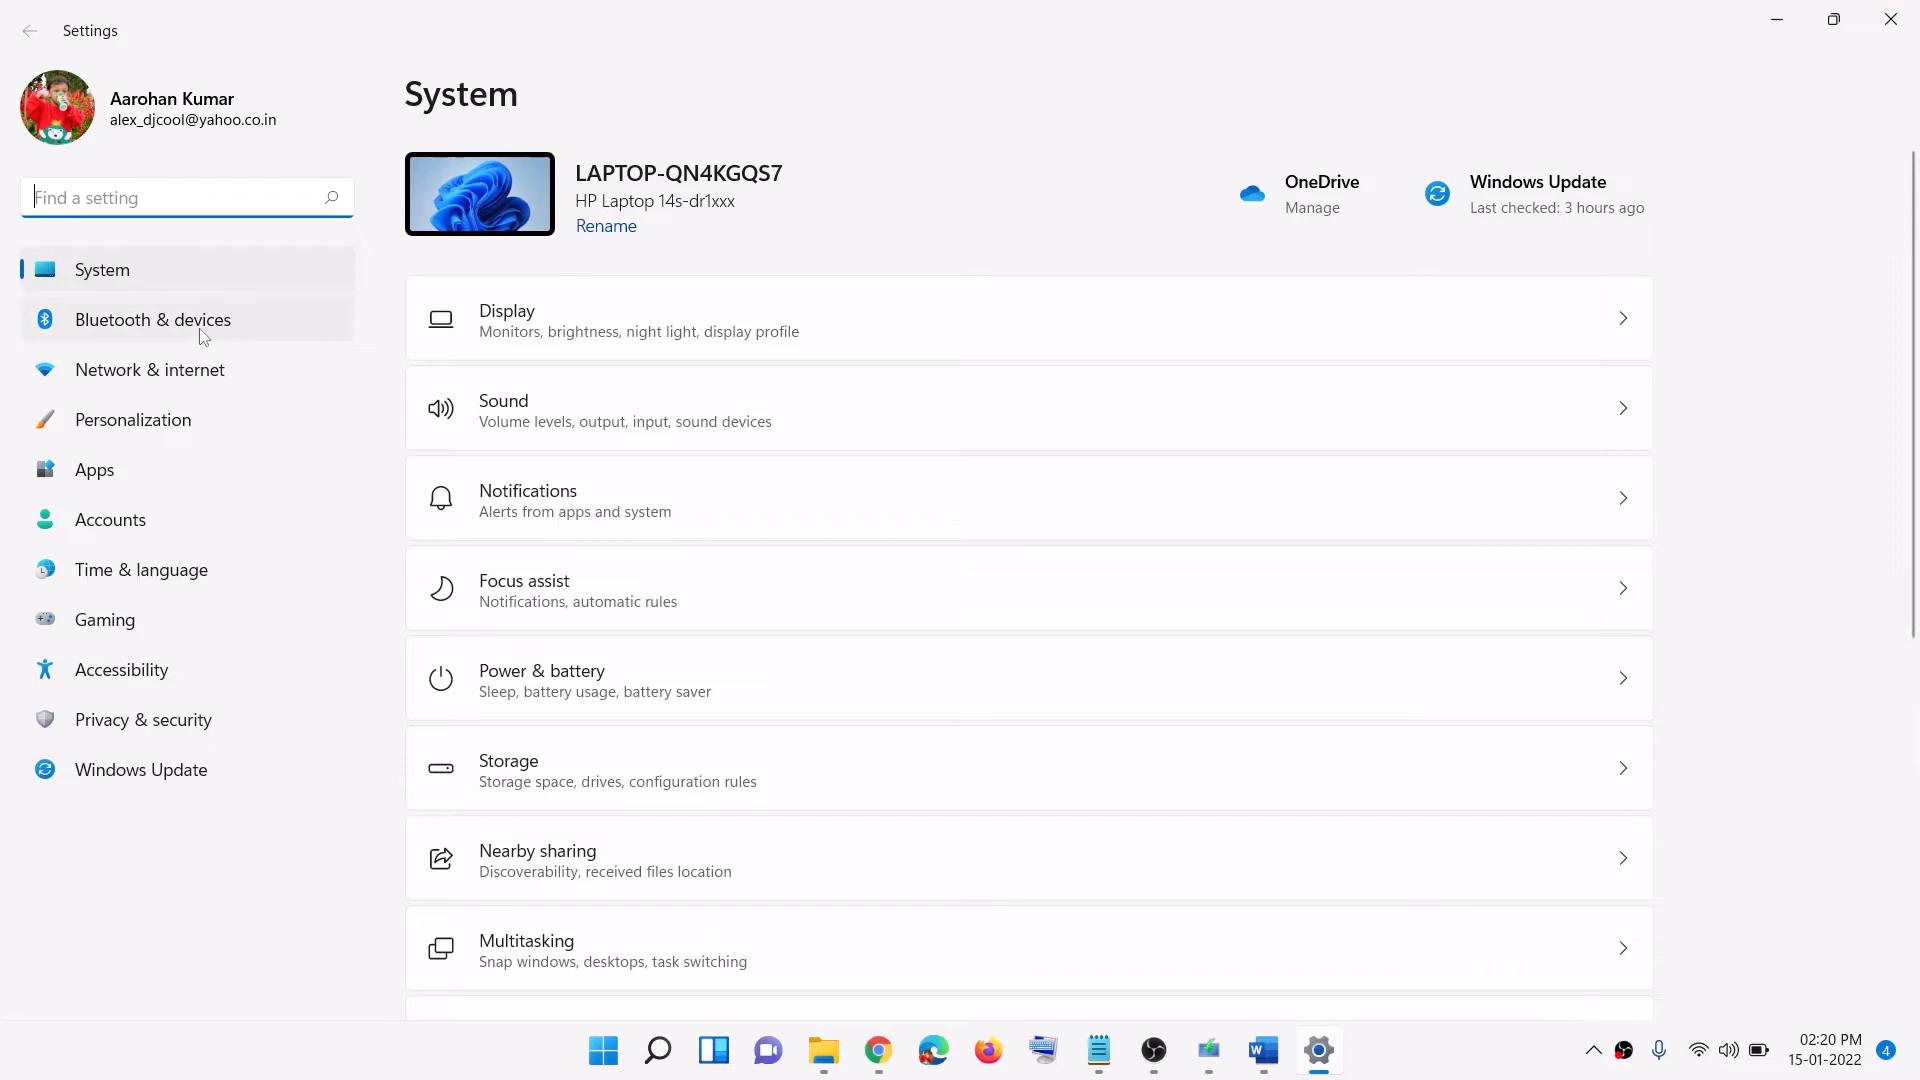 Settings
Aarohan Kumar
alex_djcool@yahoo.co.in
Find a setting
System
Bluetooth & devices
Network & internet
Personalization
Apps
Accounts
Time & language
Gaming
Accessibility
Privacy & security
Windows Update
System
LAPTOP-QN4KGQS7
HP Laptop 14s-dr1xxx
Rename
OneDrive
Manage
Windows Update
Last checked: 3 hours ago
Display
Monitors, brightness, night light, display profile
Sound
Volume levels, output, input, sound devices
Notifications
Alerts from apps and system
Focus assist
Notifications, automatic rules
Power & battery
Sleep, battery usage, battery saver
Storage
Storage space, drives, configuration rules
Nearby sharing
Discoverability, received files location
Multitasking
Snap windows, desktops, task switching
W
02:20 PM
15-01-2022
4